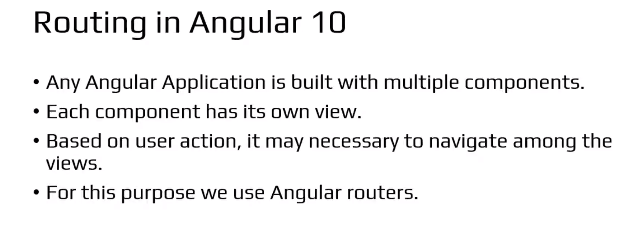 Routing in Angular 10
• Any Angular Application is built with multiple components.
• Each component has its own view.
• Based on user action, it may necessary to navigate among the
views.
• For this purpose we use Angular routers.